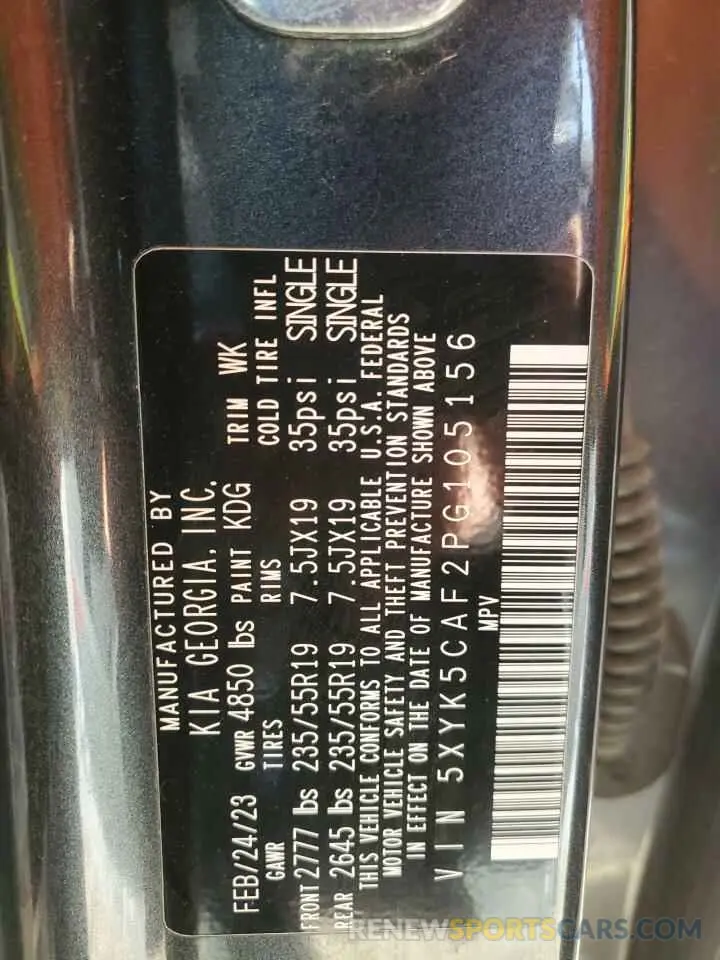 MANUFACTURED BY
KIA GEORGIA, INC.
FEB/24/23 GVWR 4850 lbs PAINT KDG TRIM WK
GAWR TIRES RIMS COLD TIRE INFL
FRONT 2777 lbs 235/55R19 7.5JX19 35psi SINGLE
REAR 2645 lbs 235/55R19 7.5JX19 35psi SINGLE
THIS VEHICLE CONFORMS TO ALL APPLICABLE U.S.A. FEDERAL
MOTOR VEHICLE SAFETY AND THEFT PREVENTION STANDARDS
IN EFFECT ON THE DATE OF MANUFACTURE SHOWN ABOVE
VIN 5XYK5CAF2PG105156
MPV
RENEWSPORTSCARS.COM